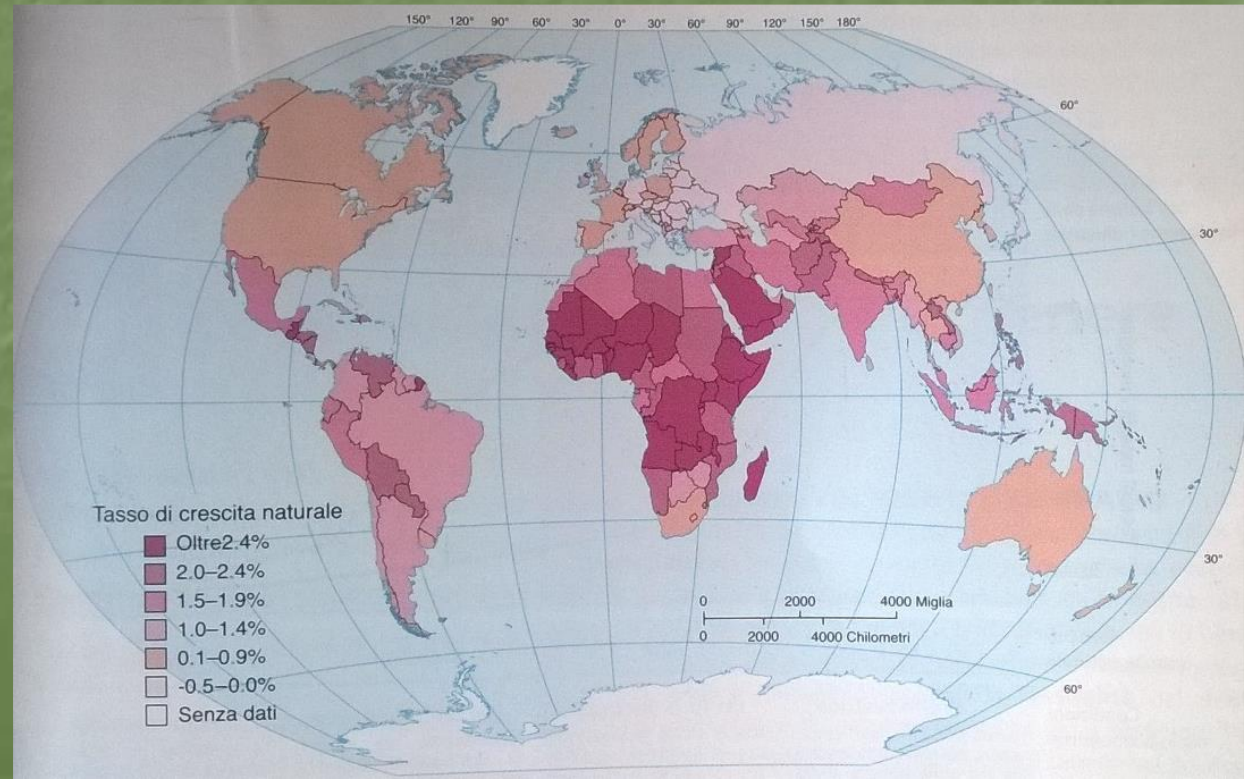 150° 120° 90° 60° 30° 0° 30° 60° 90° 120° 150° 180°
60°
30°
Tasso di crescita naturale
Oltre2.4%
2.0–2.4%
1.5–1.9%
1.0–1.4%
0.1–0.9%
-0.5–0.0%
Senza dati
0 2000 4000 Miglia
0 2000 4000 Chilometri
30°
60°